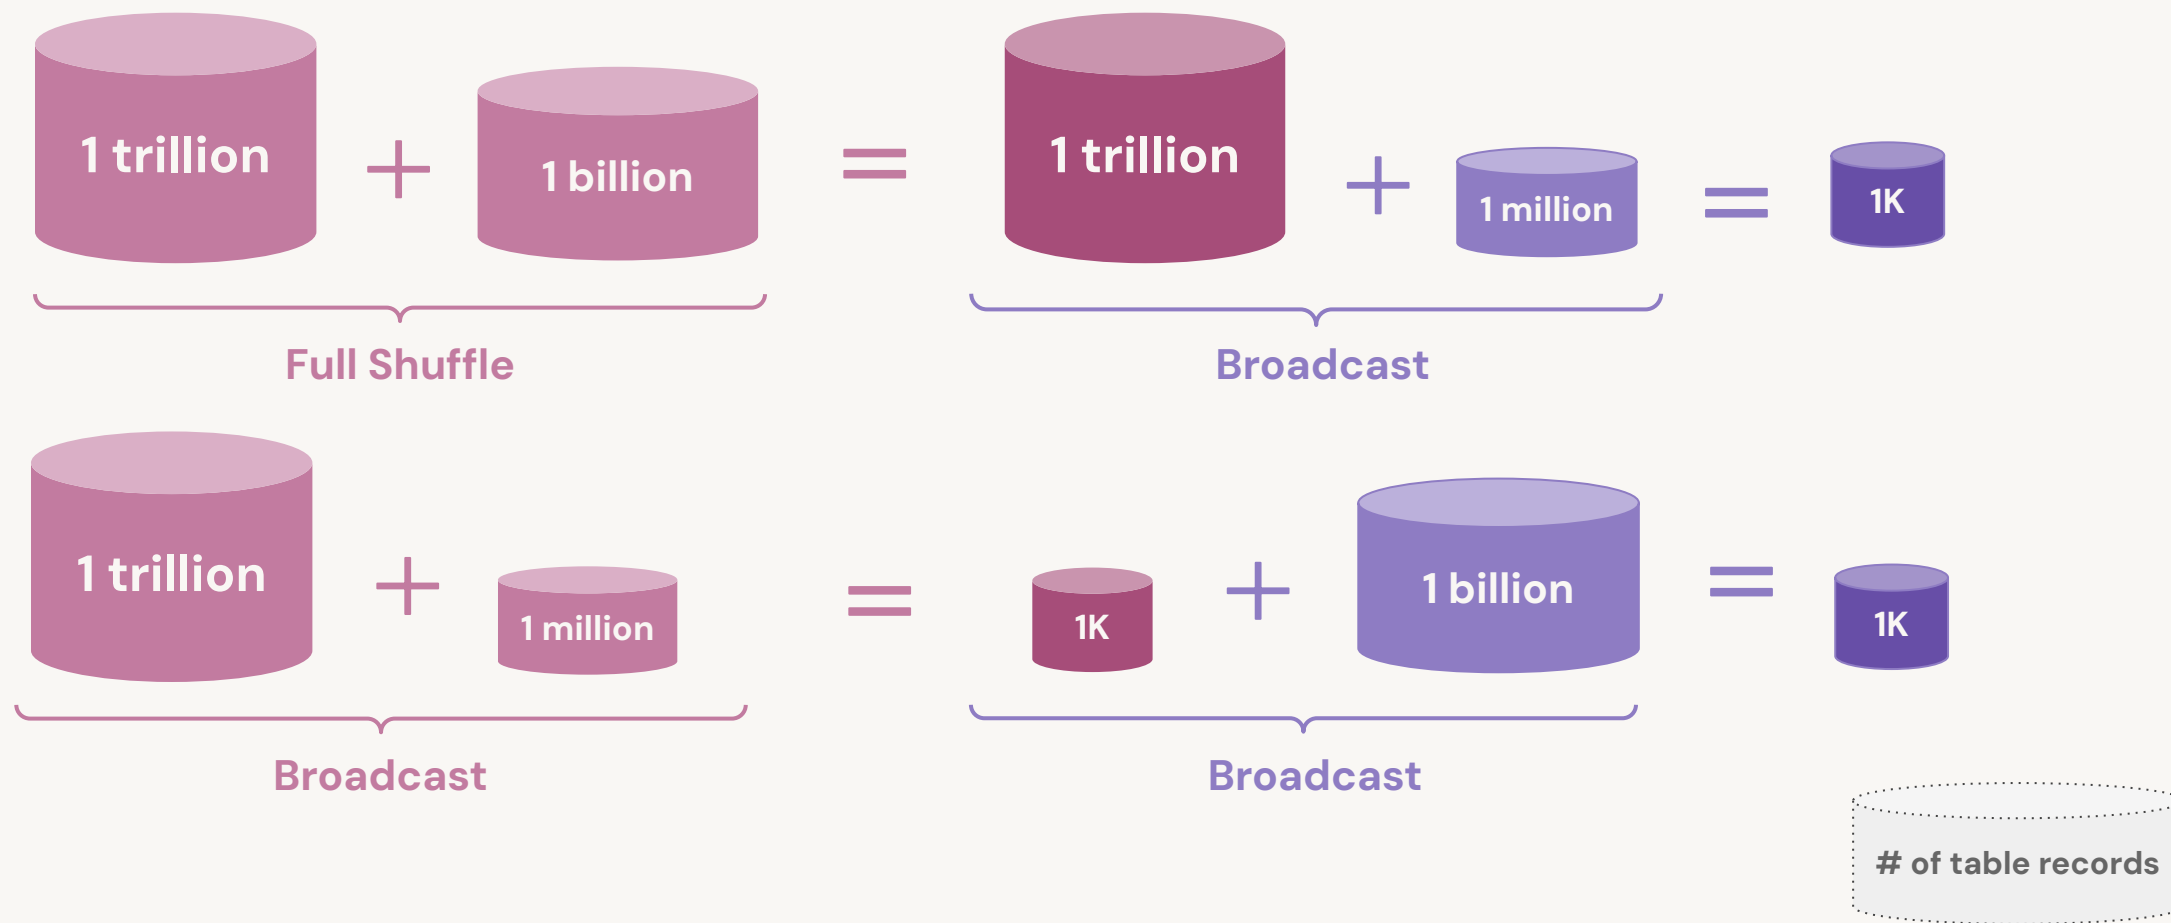 1 trillion
+
1 billion
=
1 trillion
+
1 million
=
1K
Full Shuffle
Broadcast
1 trillion
+
1 million
=
1K
+
1 billion
=
1K
Broadcast
Broadcast
# of table records